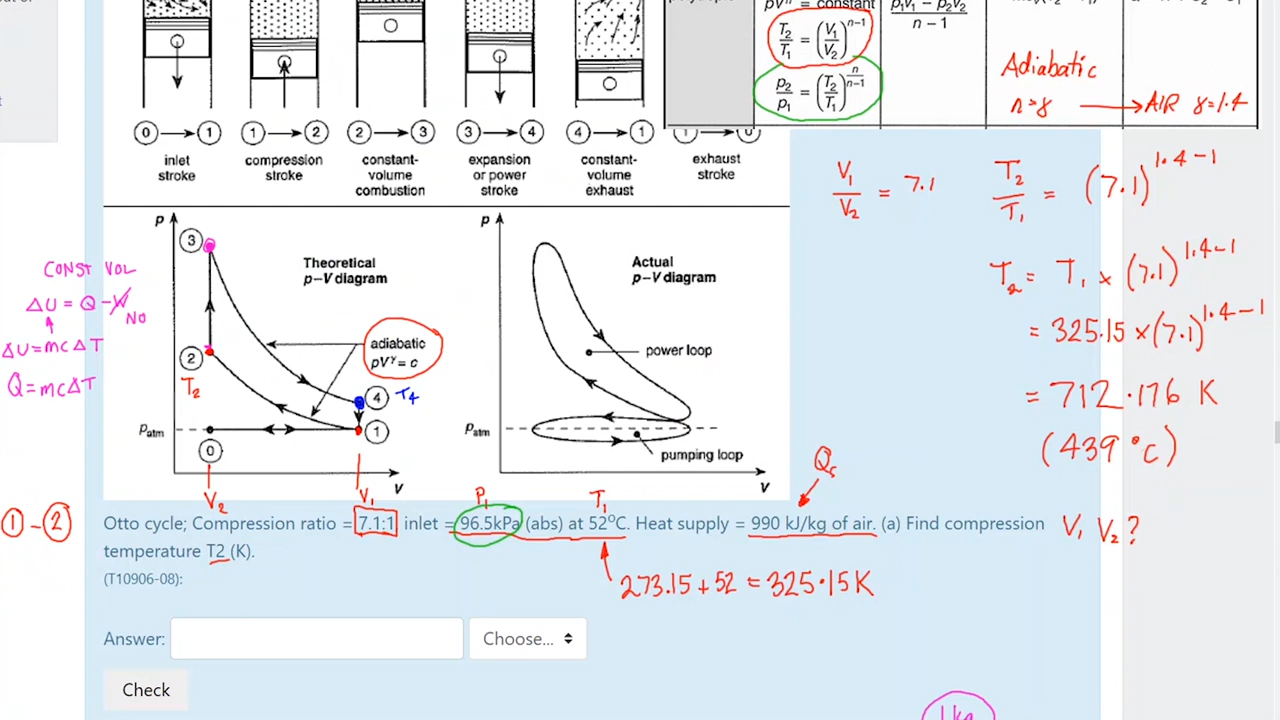 pVⁿ = constant
p₁V₁ − p₂V₂
n − 1
T₂/T₁ = (V₁/V₂)ⁿ⁻¹
p₂/p₁ = (T₂/T₁)^(n/(n-1))
Adiabatic
n=γ → AIR γ=1.4
0 → 1
inlet
stroke
1 → 2
compression
stroke
2 → 3
constant-
volume
combustion
3 → 4
expansion
or power
stroke
4 → 1
constant-
volume
exhaust
exhaust
stroke
V₁/V₂ = 7.1
T₂/T₁ = (7.1)^1.4-1
T₂ = T₁ × (7.1)^1.4-1
= 325.15 × (7.1)^1.4-1
= 712.176 K
(439 °C)
CONST VOL
ΔU = Q - W
NO
ΔU = mcΔT
Q = mcΔT
p
3
Theoretical
p–V diagram
adiabatic
pVᵞ = c
2
T₂
4
T₄
Patm
1
0
V
V₂
V₁
p
Actual
p–V diagram
power loop
Patm
pumping loop
V
P₁
T₁
Qs
① - ②
Otto cycle; Compression ratio = 7.1:1 inlet = 96.5kPa (abs) at 52°C. Heat supply = 990 kJ/kg of air. (a) Find compression
temperature T2 (K).
V₁ V₂?
(T10906-08):
273.15 + 52 = 325.15 K
Answer:
Choose...
Check
1kg